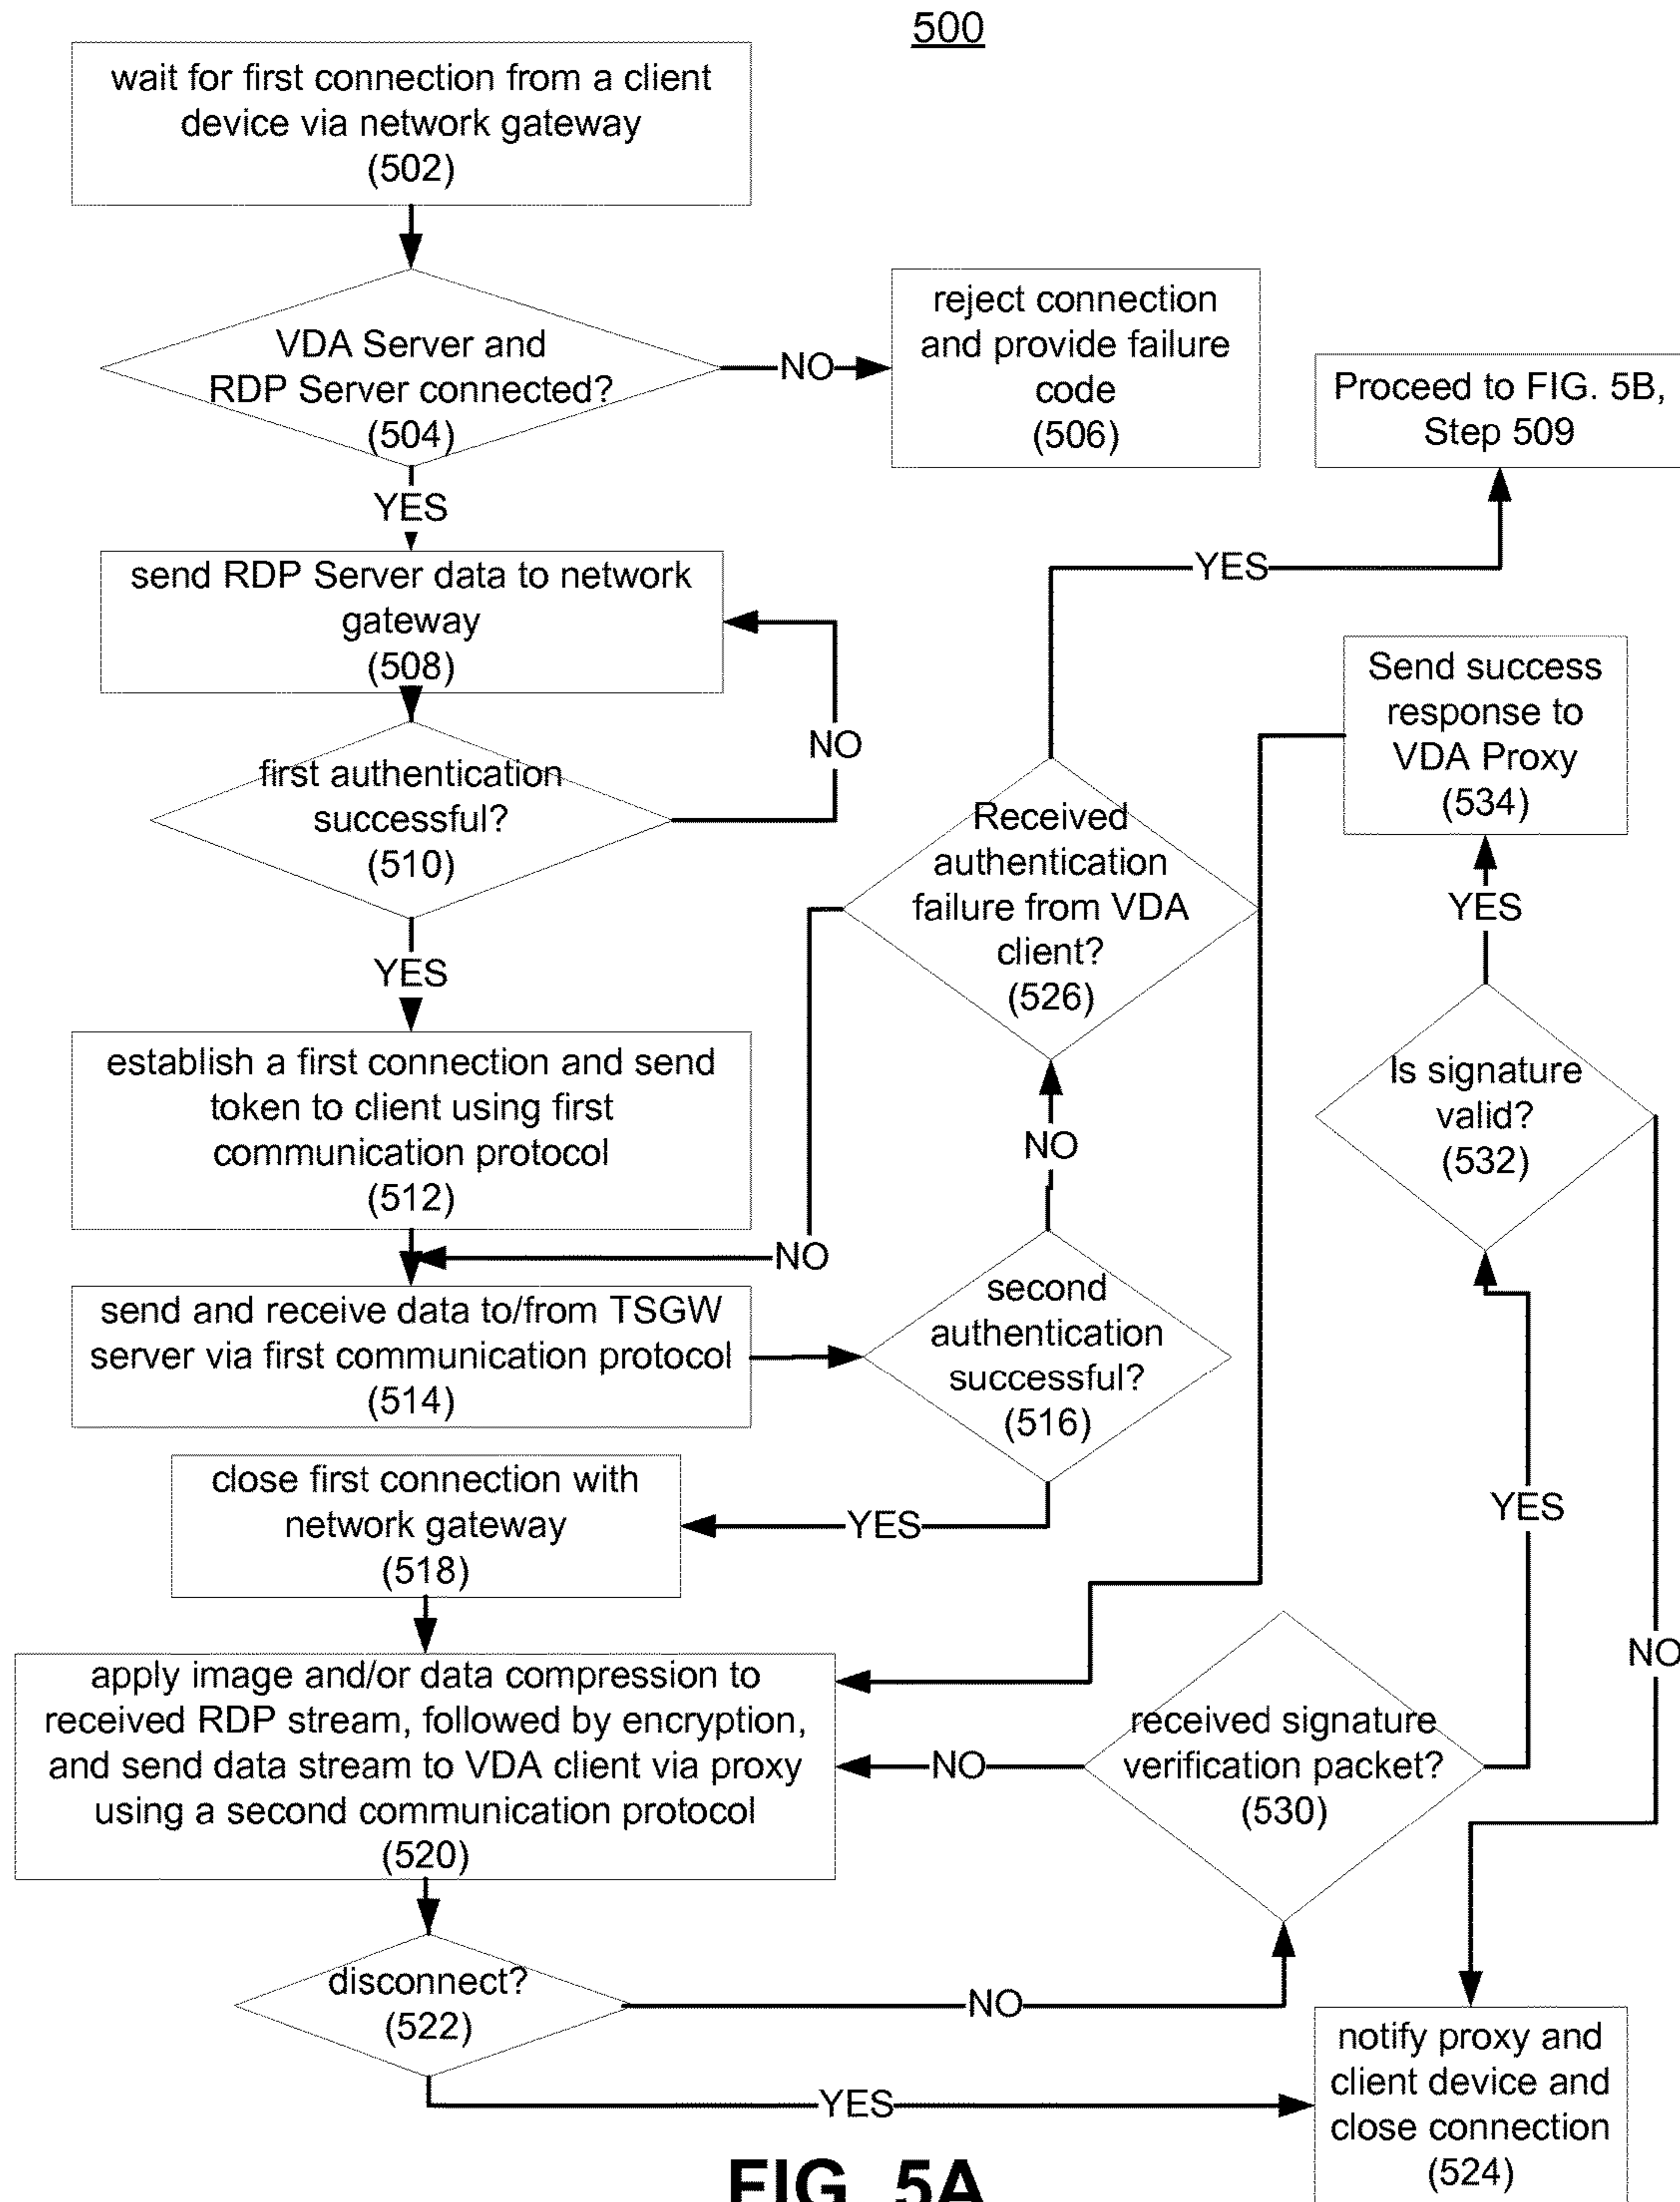 500
wait for first connection from a client
device via network gateway
(502)
VDA Server and
RDP Server connected?
(504)
NO
reject connection
and provide failure
code
(506)
Proceed to FIG. 5B,
Step 509
YES
YES
send RDP Server data to network
gateway
(508)
NO
first authentication
successful?
(510)
YES
Send success
response to
VDA Proxy
(534)
Received
authentication
failure from VDA
client?
(526)
YES
establish a first connection and send
token to client using first
communication protocol
(512)
NO
Is signature
valid?
(532)
NO
send and receive data to/from TSGW
server via first communication protocol
(514)
second
authentication
successful?
(516)
close first connection with
network gateway
(518)
YES
YES
NO
apply image and/or data compression to
received RDP stream, followed by encryption,
and send data stream to VDA client via proxy
using a second communication protocol
(520)
NO
received signature
verification packet?
(530)
disconnect?
(522)
NO
YES
notify proxy and
client device and
close connection
(524)
FIG. 5A